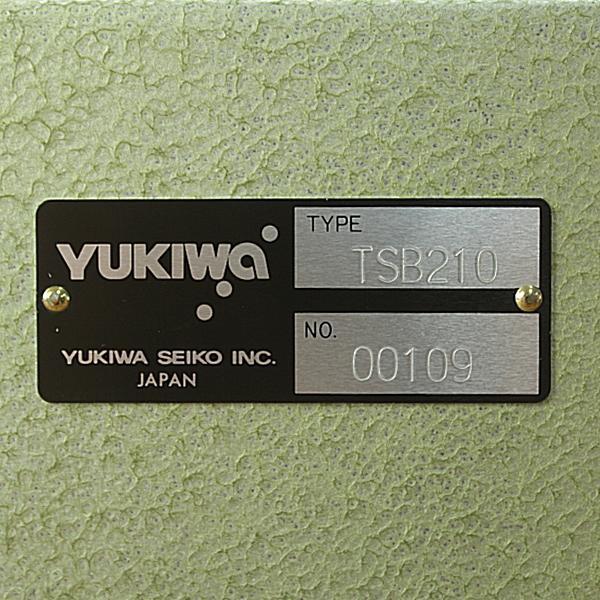 YUKIWA
YUKIWA SEIKO INC.
JAPAN
TYPE
TSB210
NO.
00109